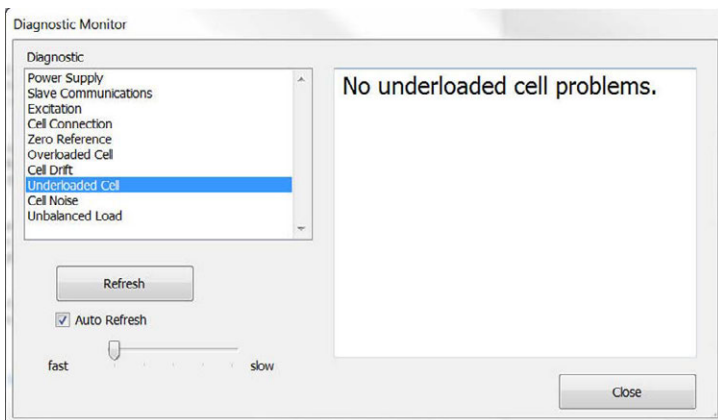 Diagnostic Monitor
Diagnostic
Power Supply
Slave Communications
Excitation
Cell Connection
Zero Reference
Overloaded Cell
Cell Drift
Underloaded Cell
Cell Noise
Unbalanced Load
No underloaded cell problems.
Refresh
Auto Refresh
fast slow
Close